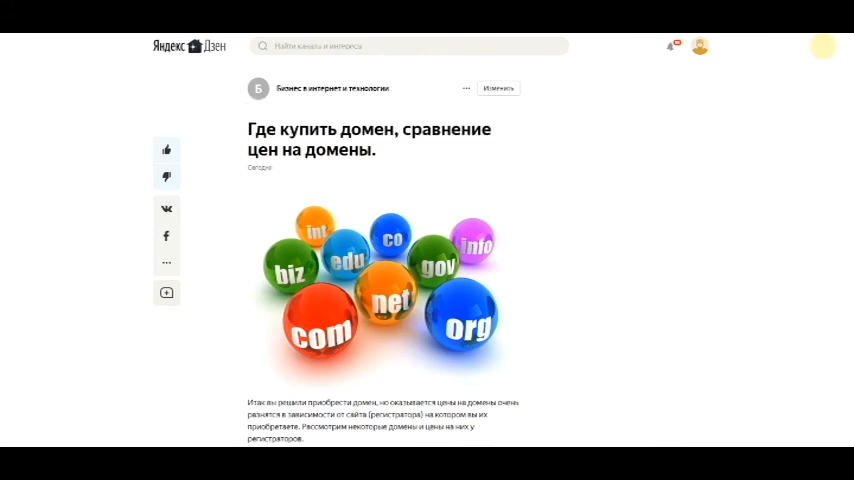 Яндекс Дзен
Найти каналы и интересы
Б
Бизнес в интернет и технологии
Изменить
Где купить домен, сравнение
цен на домены.
Сегодня
int
co
info
biz
edu
gov
net
com
org
Итак вы решили приобрести домен, но оказывается цены на домены очень
разнятся в зависимости от сайта (регистратора) на котором вы их
приобретаете. Рассмотрим некоторые домены и цены на них у
регистраторов.